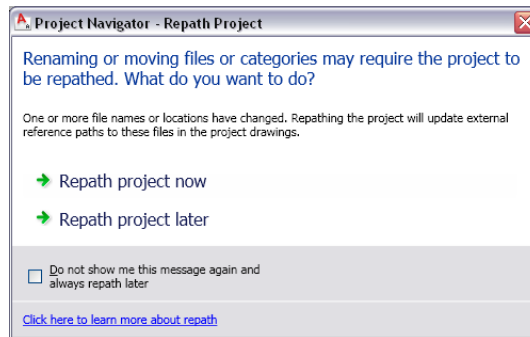 Project Navigator - Repath Project
Renaming or moving files or categories may require the project to
be repathed. What do you want to do?
One or more file names or locations have changed. Repathing the project will update external
reference paths to these files in the project drawings.
Repath project now
Repath project later
Do not show me this message again and
always repath later
Click here to learn more about repath